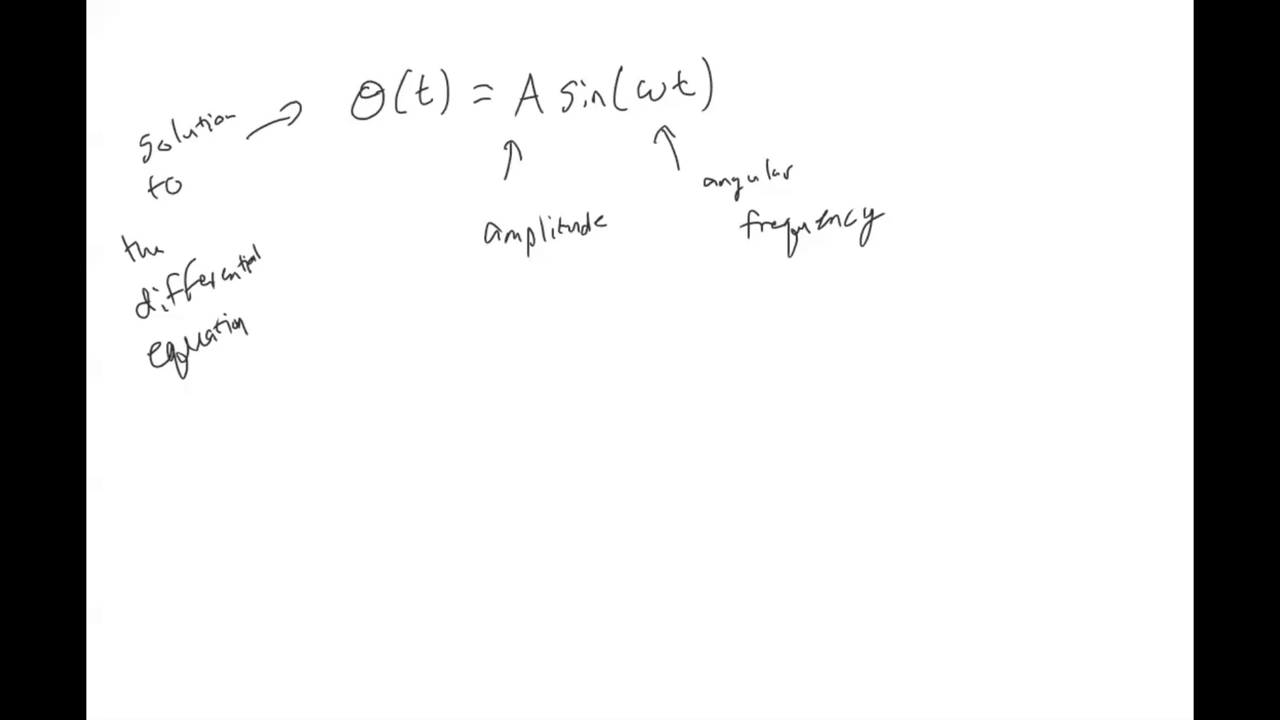 Θ(t) = A sin(ωt)
solution
to
the
differential
equation
amplitude
angular
frequency